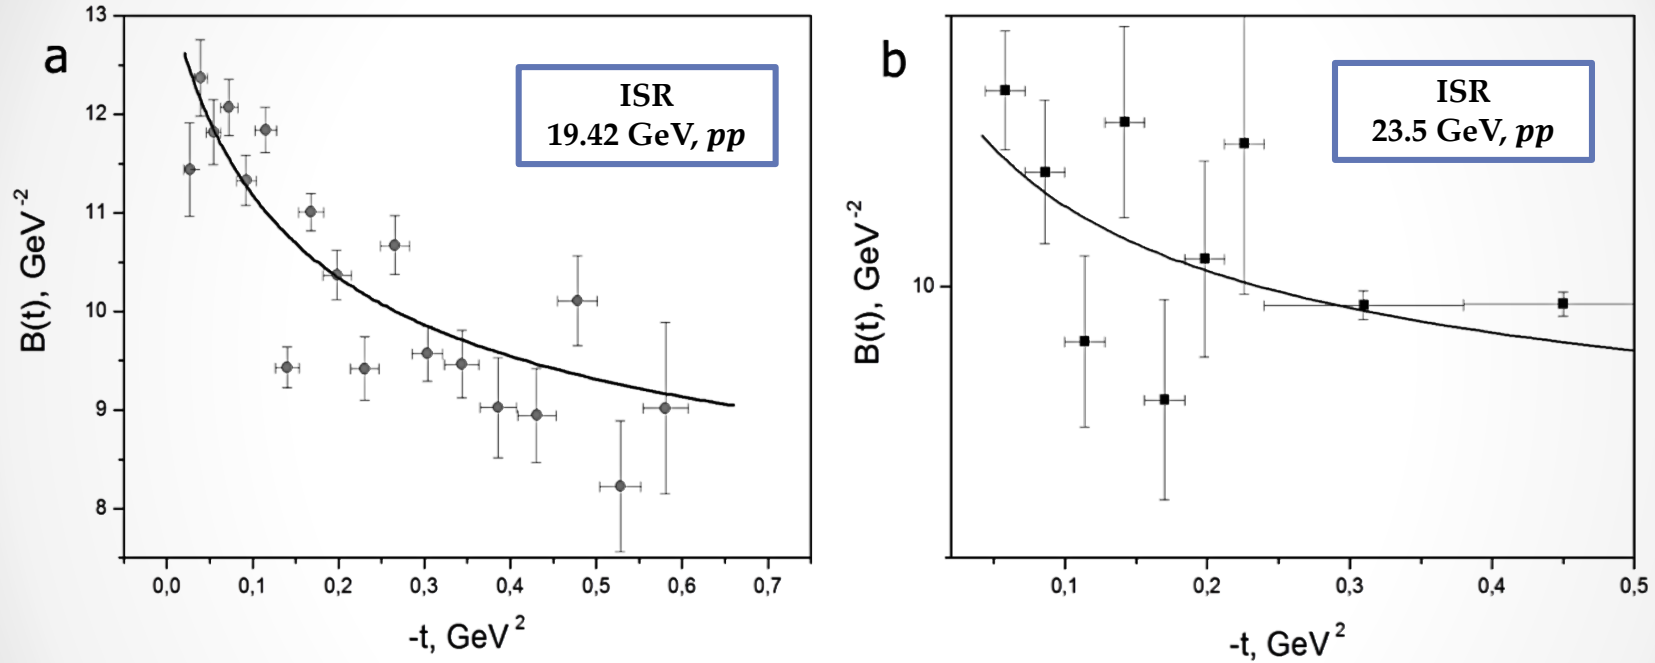 a
ISR
19.42 GeV, pp
B(t), GeV⁻²
13
12
11
10
9
8
0,0 0,1 0,2 0,3 0,4 0,5 0,6 0,7
-t, GeV²
b
ISR
23.5 GeV, pp
B(t), GeV⁻²
10
0,1 0,2 0,3 0,4 0,5
-t, GeV²